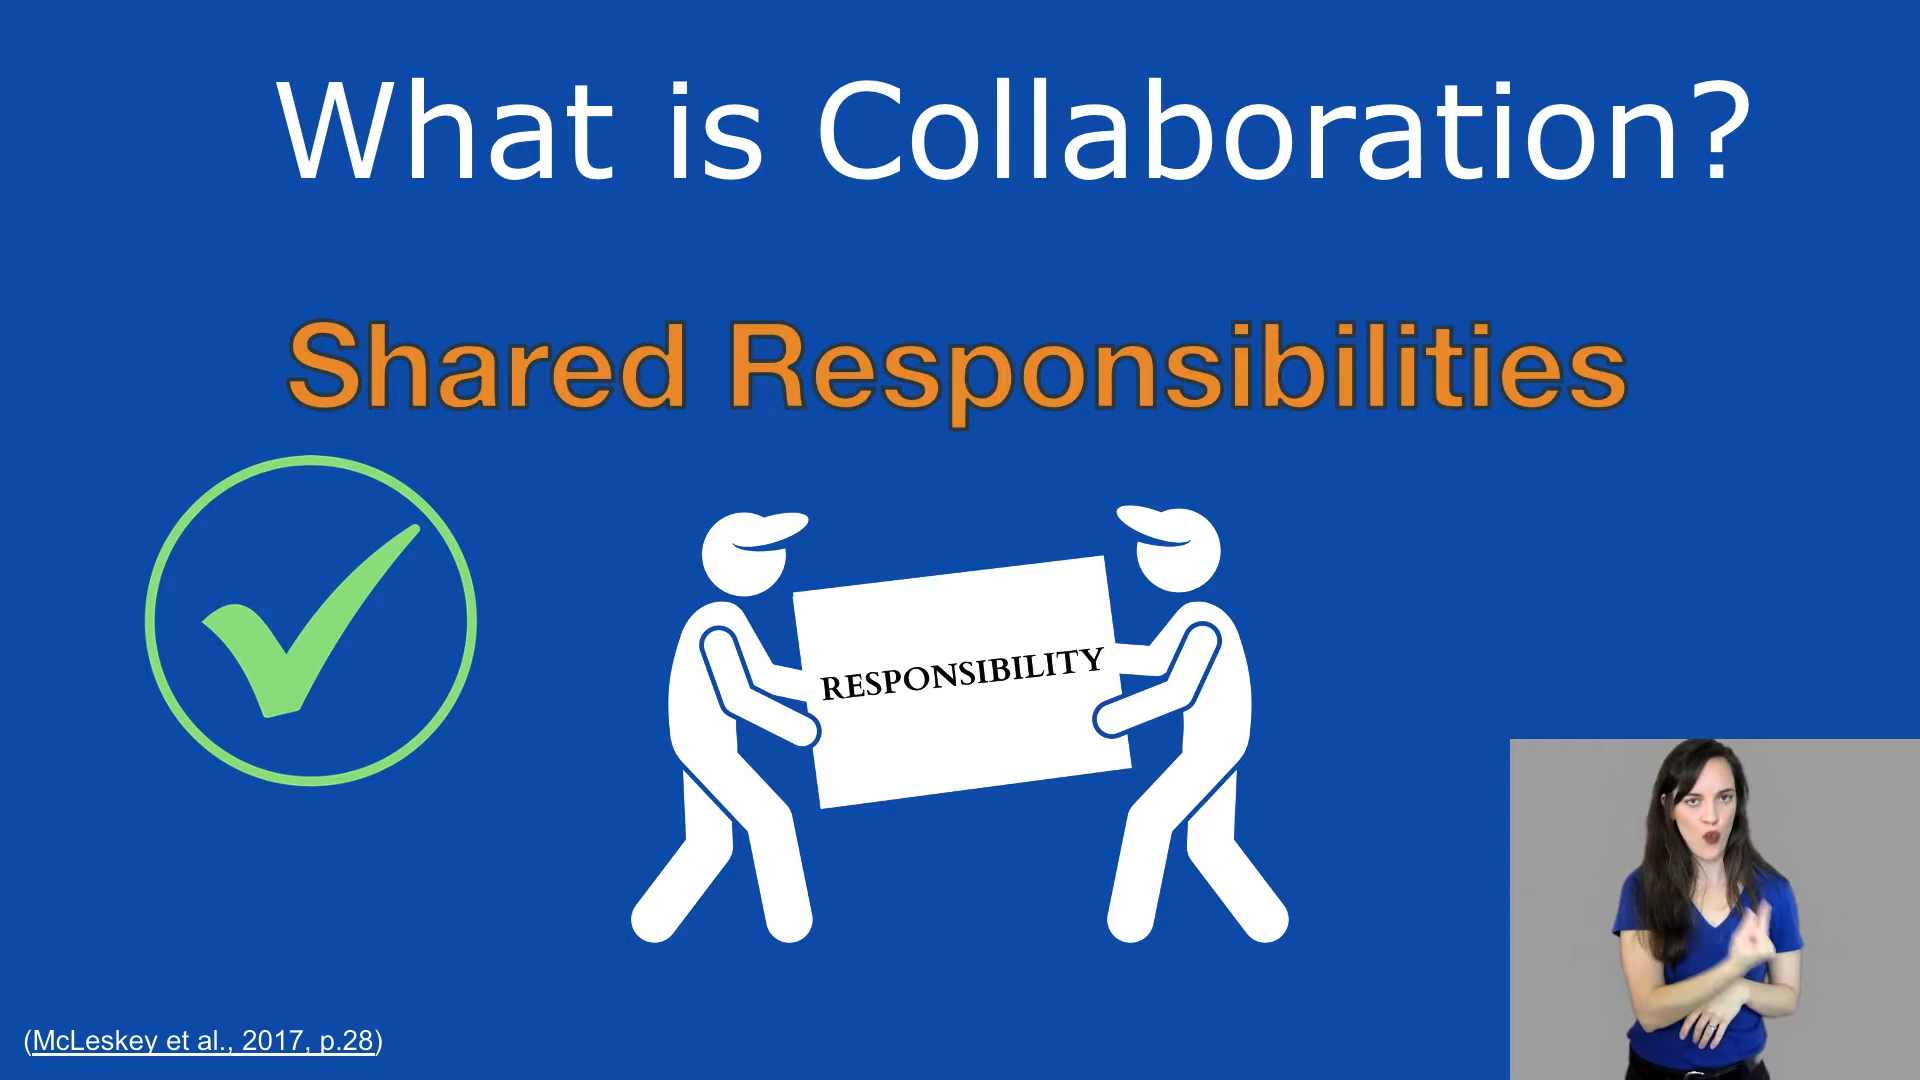 What is Collaboration?
Shared Responsibilities
RESPONSIBILITY
(McLeskey et al., 2017, p.28)